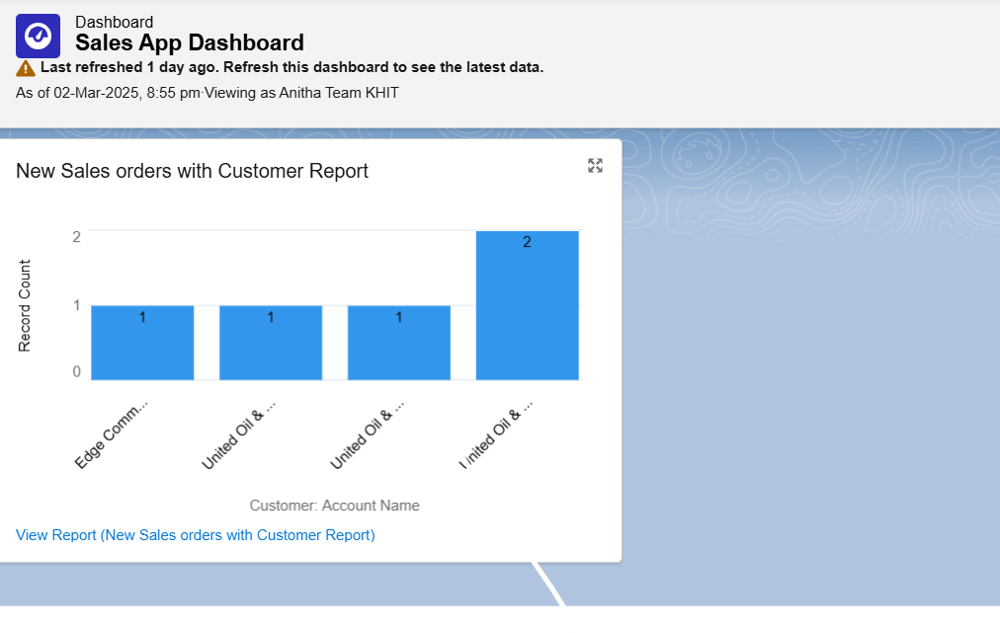 Dashboard
Sales App Dashboard
Last refreshed 1 day ago. Refresh this dashboard to see the latest data.
As of 02-Mar-2025, 8:55 pm·Viewing as Anitha Team KHIT
New Sales orders with Customer Report
Record Count
2
1
0
1
1
1
2
Edge Comm...
United Oil & ...
United Oil & ...
United Oil & ...
Customer: Account Name
View Report (New Sales orders with Customer Report)